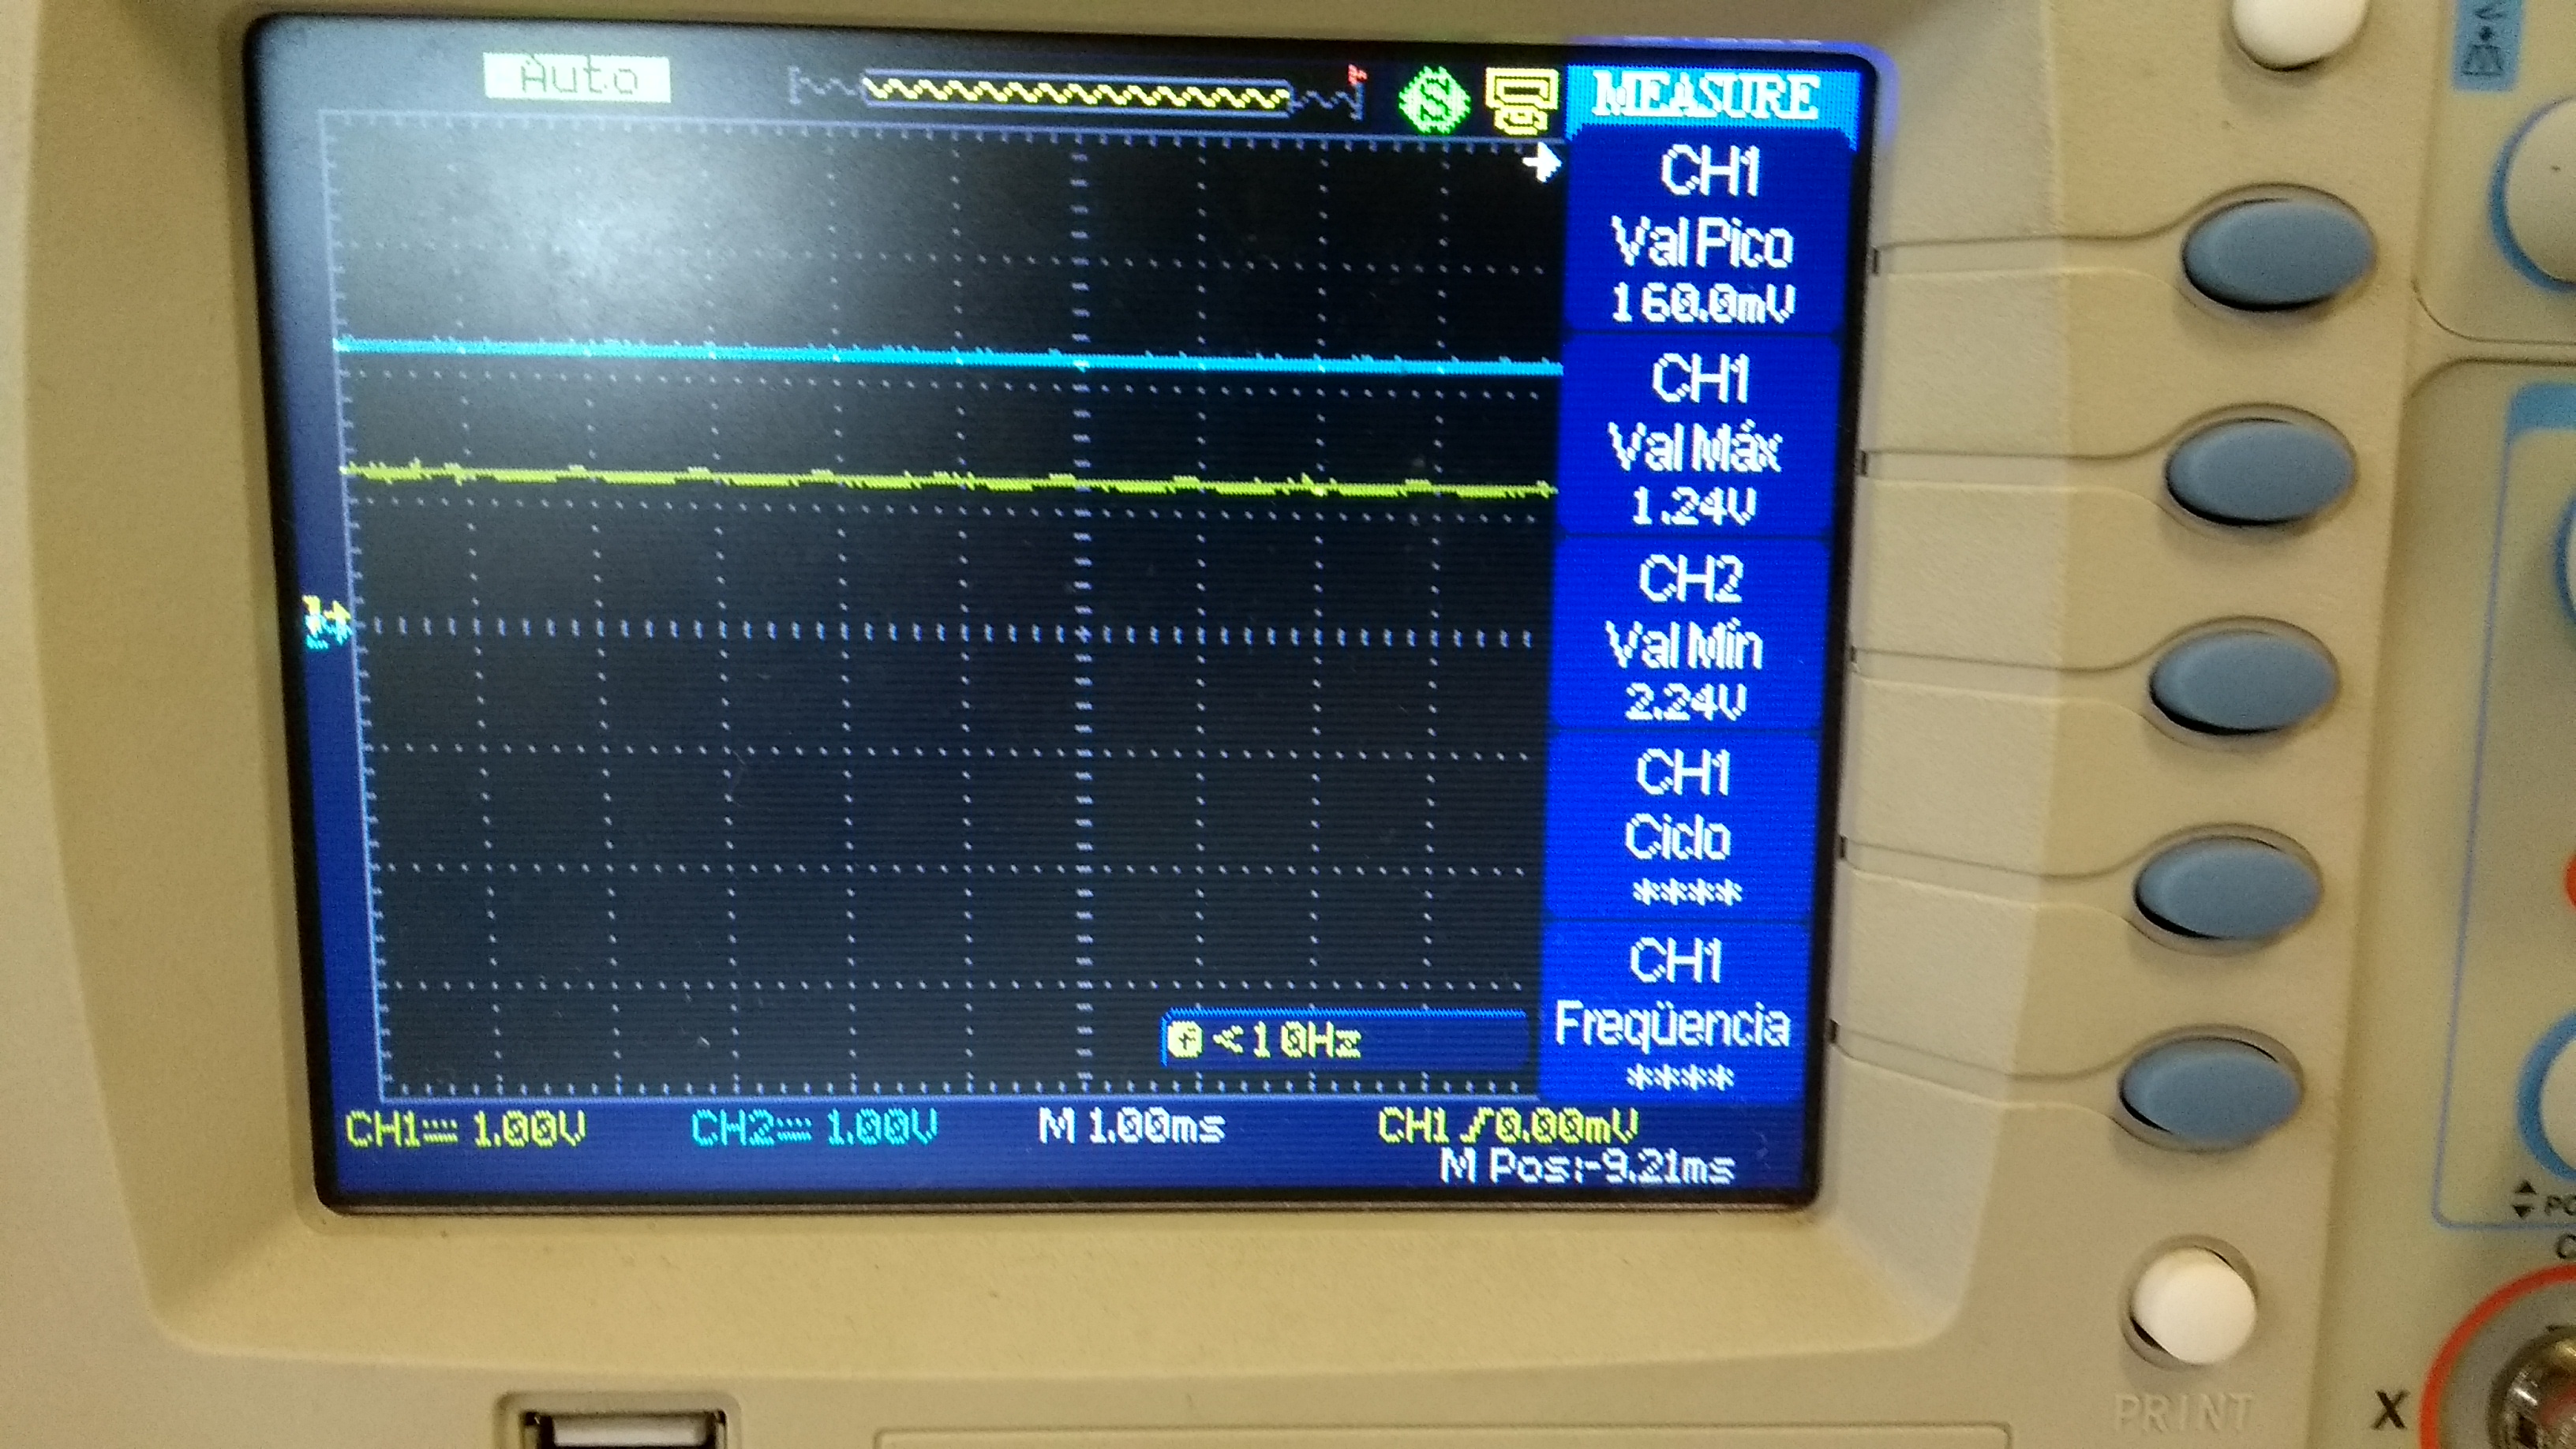 Auto
MEASURE
CH1
Val Pico
160.0mV
CH1
Val Máx
1.24V
CH2
Val Mín
2.24V
CH1
Ciclo
****
CH1
Freqüencia
****
<10Hz
CH1 1.00V CH2 1.00V M 1.00ms CH1 0.00mV
M Pos:-9.21ms
PRINT
X